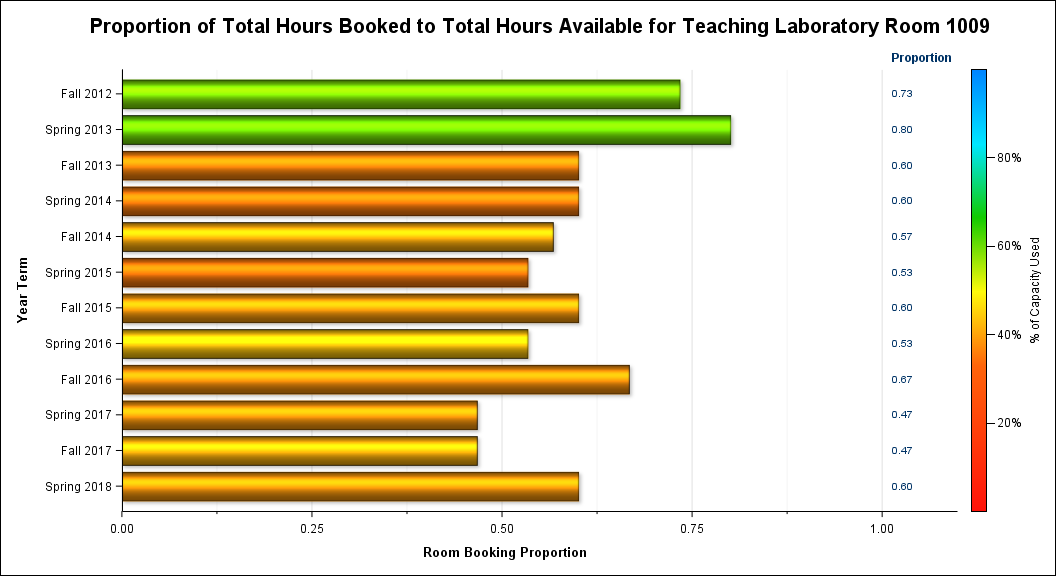 Proportion of Total Hours Booked to Total Hours Available for Teaching Laboratory Room 1009
Proportion
Fall 2012 0.73
Spring 2013 0.80
Fall 2013 0.60
Spring 2014 0.60
Fall 2014 0.57
Spring 2015 0.53
Fall 2015 0.60
Spring 2016 0.53
Fall 2016 0.67
Spring 2017 0.47
Fall 2017 0.47
Spring 2018 0.60
Year Term
0.00 0.25 0.50 0.75 1.00
Room Booking Proportion
80%
60%
40%
20%
% of Capacity Used